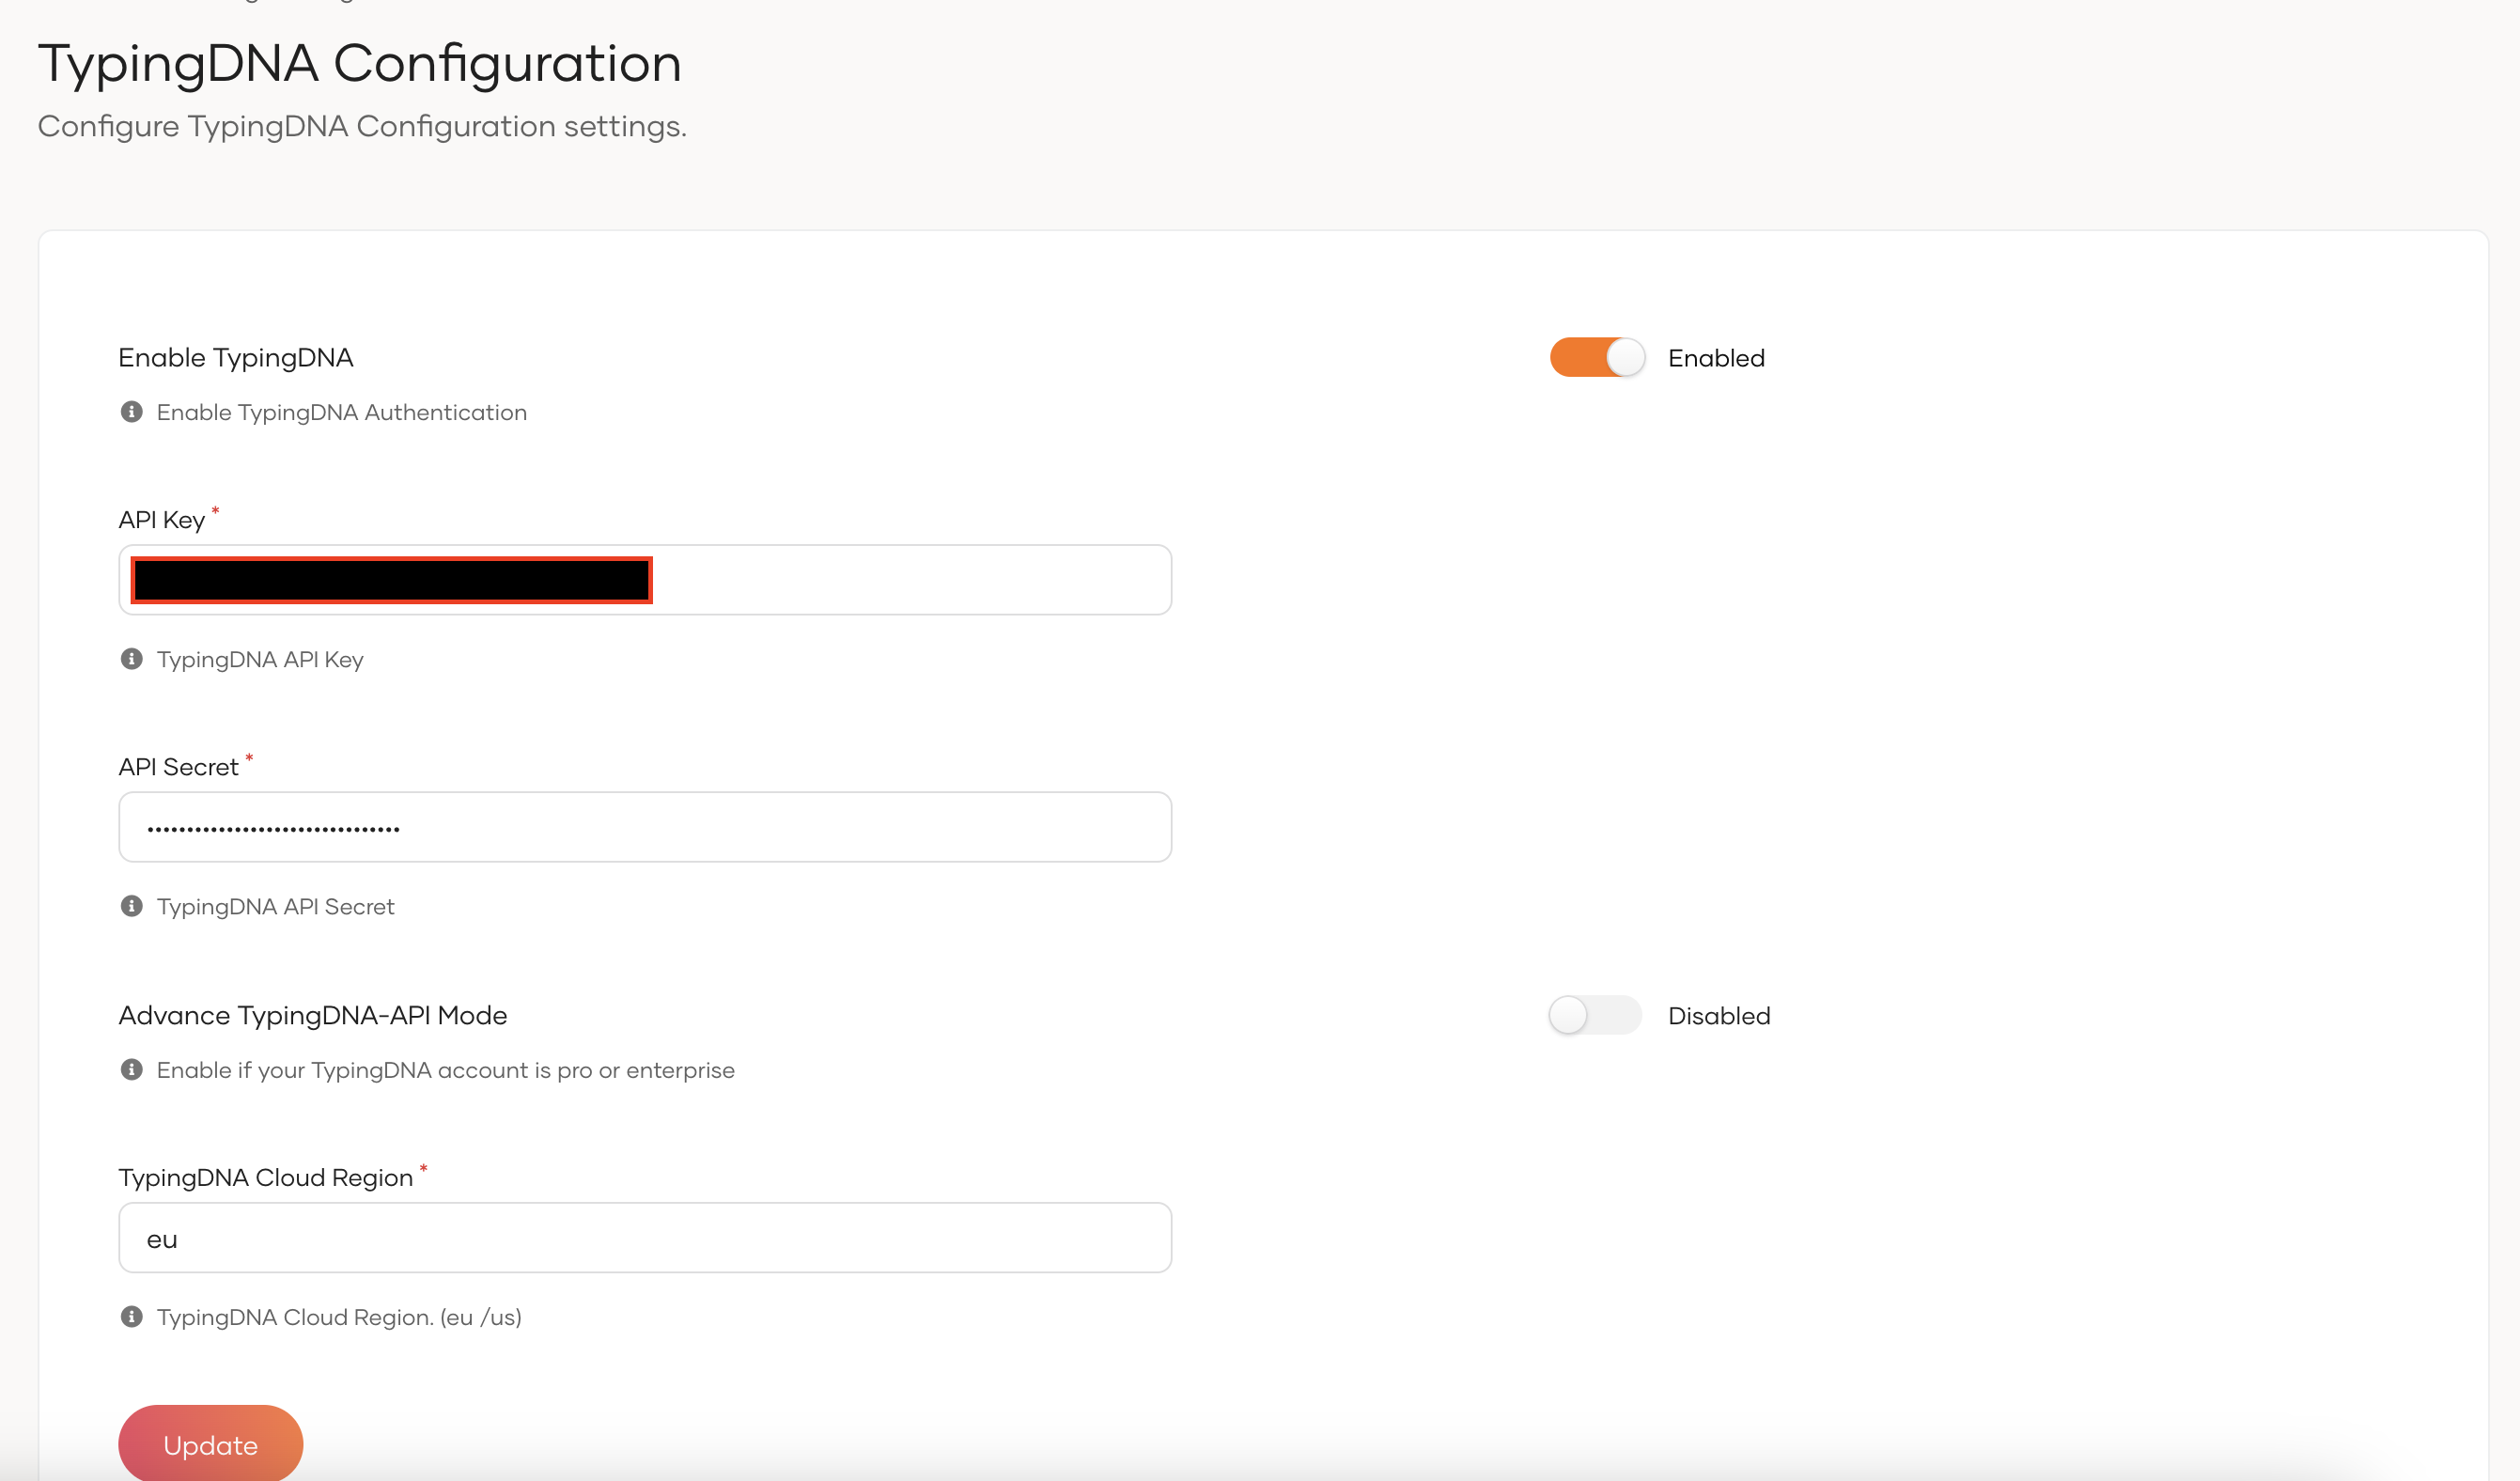 TypingDNA Configuration
Configure TypingDNA Configuration settings.
Enable TypingDNA
Enabled
Enable TypingDNA Authentication
API Key *
TypingDNA API Key
API Secret *
••••••••••••••••••••••••••••••••
TypingDNA API Secret
Advance TypingDNA-API Mode
Disabled
Enable if your TypingDNA account is pro or enterprise
TypingDNA Cloud Region *
eu
TypingDNA Cloud Region. (eu /us)
Update